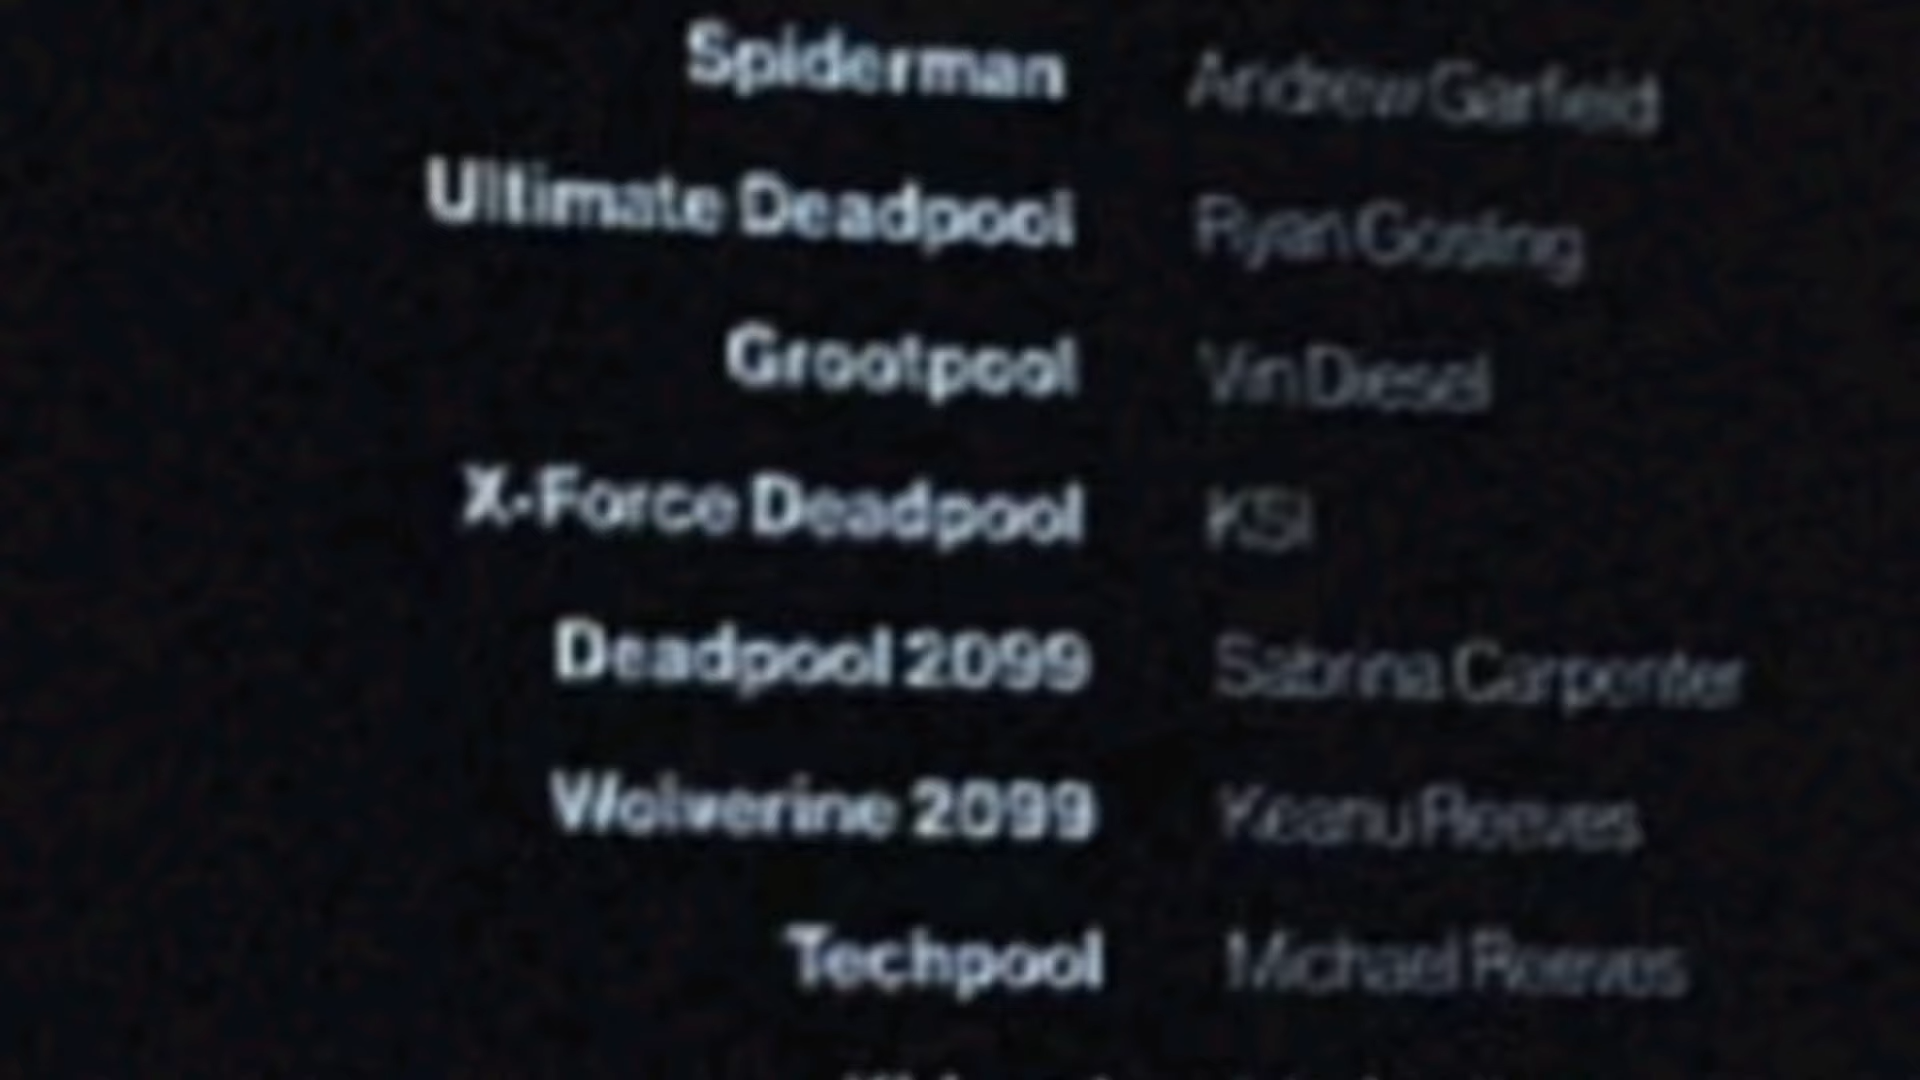 Spiderman Andrew Garfield
Ultimate Deadpool Ryan Gosling
Grootpool Vin Diesel
X-Force Deadpool KSI
Deadpool 2099 Sabrina Carpenter
Wolverine 2099 Keanu Reeves
Techpool Michael Reeves